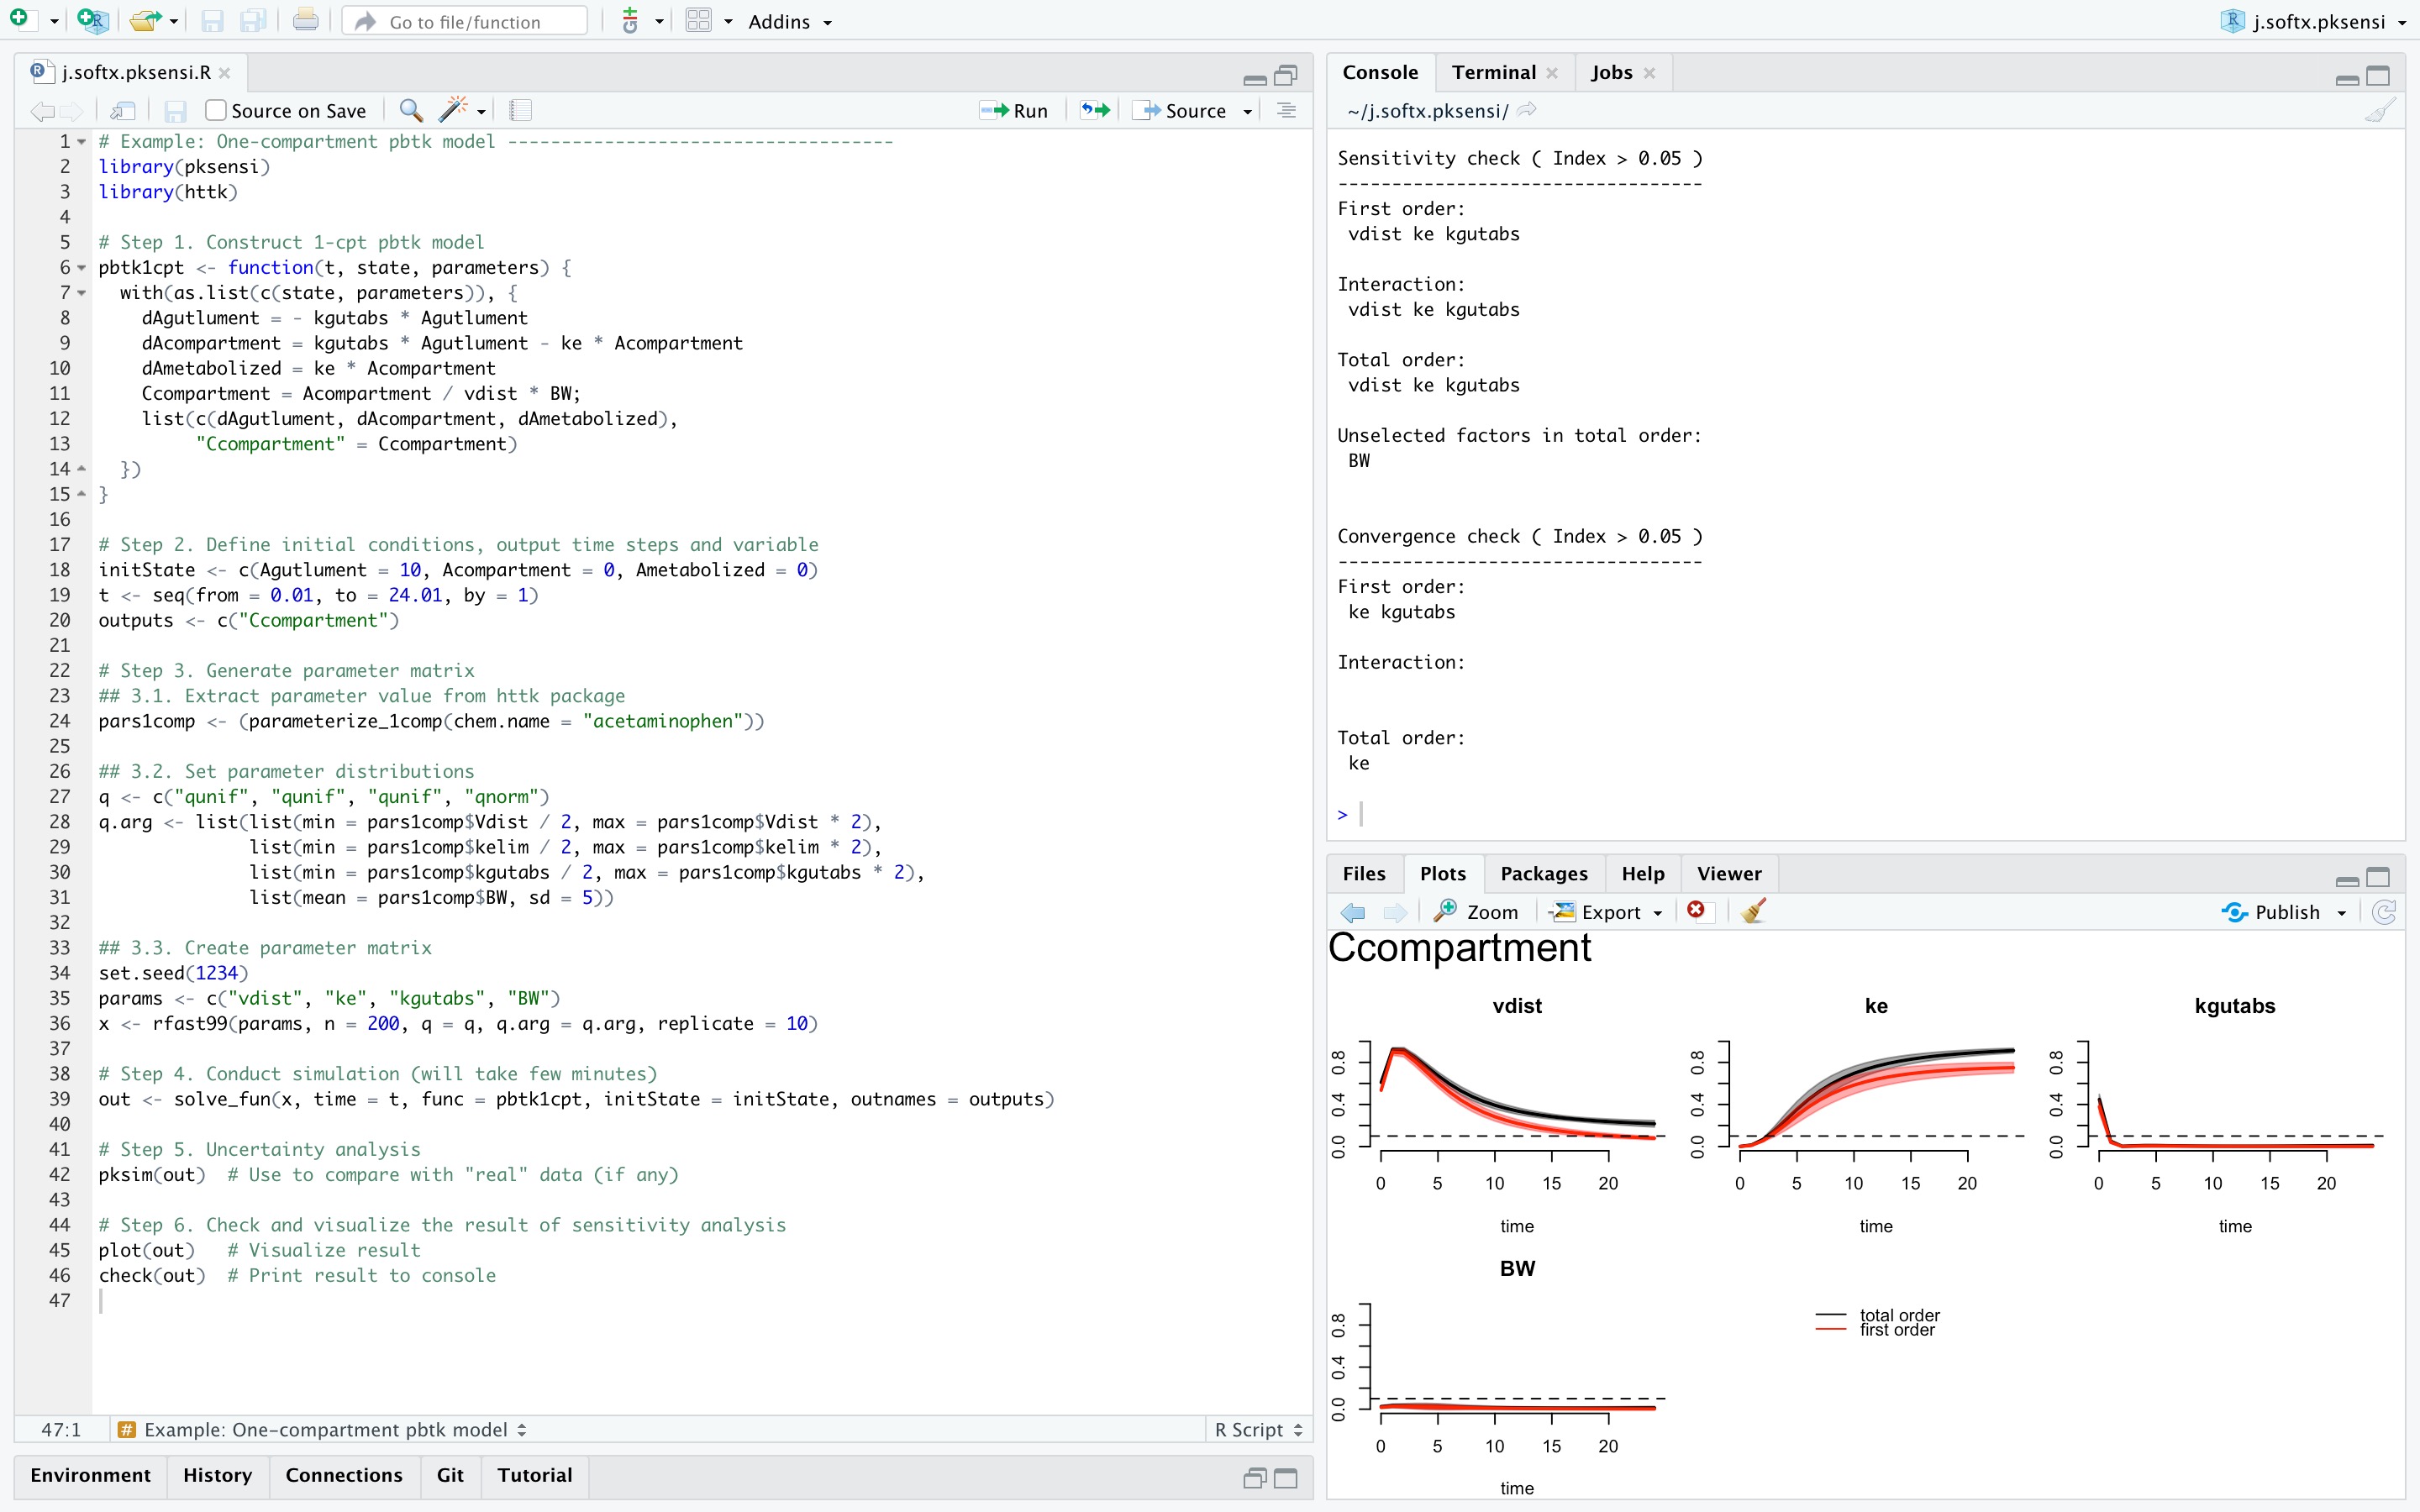 Go to file/function
Addins
j.softx.pksensi
j.softx.pksensi.R
Source on Save
Run
Source
1 # Example: One-compartment pbtk model ------------------------------------
2 library(pksensi)
3 library(httk)
4
5 # Step 1. Construct 1-cpt pbtk model
6 pbtk1cpt <- function(t, state, parameters) {
7   with(as.list(c(state, parameters)), {
8     dAgutlument = - kgutabs * Agutlument
9     dAcompartment = kgutabs * Agutlument - ke * Acompartment
10     dAmetabolized = ke * Acompartment
11     Ccompartment = Acompartment / vdist * BW;
12     list(c(dAgutlument, dAcompartment, dAmetabolized),
13          "Ccompartment" = Ccompartment)
14   })
15 }
16
17 # Step 2. Define initial conditions, output time steps and variable
18 initState <- c(Agutlument = 10, Acompartment = 0, Ametabolized = 0)
19 t <- seq(from = 0.01, to = 24.01, by = 1)
20 outputs <- c("Ccompartment")
21
22 # Step 3. Generate parameter matrix
23 ## 3.1. Extract parameter value from httk package
24 pars1comp <- (parameterize_1comp(chem.name = "acetaminophen"))
25
26 ## 3.2. Set parameter distributions
27 q <- c("qunif", "qunif", "qunif", "qnorm")
28 q.arg <- list(list(min = pars1comp$Vdist / 2, max = pars1comp$Vdist * 2),
29               list(min = pars1comp$kelim / 2, max = pars1comp$kelim * 2),
30               list(min = pars1comp$kgutabs / 2, max = pars1comp$kgutabs * 2),
31               list(mean = pars1comp$BW, sd = 5))
32
33 ## 3.3. Create parameter matrix
34 set.seed(1234)
35 params <- c("vdist", "ke", "kgutabs", "BW")
36 x <- rfast99(params, n = 200, q = q, q.arg = q.arg, replicate = 10)
37
38 # Step 4. Conduct simulation (will take few minutes)
39 out <- solve_fun(x, time = t, func = pbtk1cpt, initState = initState, outnames = outputs)
40
41 # Step 5. Uncertainty analysis
42 pksim(out)  # Use to compare with "real" data (if any)
43
44 # Step 6. Check and visualize the result of sensitivity analysis
45 plot(out)   # Visualize result
46 check(out)  # Print result to console
47
47:1 # Example: One-compartment pbtk model R Script
Environment History Connections Git Tutorial
Console Terminal Jobs
~/j.softx.pksensi/
Sensitivity check ( Index > 0.05 )
----------------------------------
First order:
 vdist ke kgutabs
Interaction:
 vdist ke kgutabs
Total order:
 vdist ke kgutabs
Unselected factors in total order:
 BW
Convergence check ( Index > 0.05 )
----------------------------------
First order:
 ke kgutabs
Interaction:
Total order:
 ke
>
Files Plots Packages Help Viewer
Zoom Export Publish
Ccompartment
vdist
0.0 0.4 0.8
0 5 10 15 20
time
ke
0.0 0.4 0.8
0 5 10 15 20
time
kgutabs
0.0 0.4 0.8
0 5 10 15 20
time
BW
0.0 0.4 0.8
0 5 10 15 20
time
total order
first order